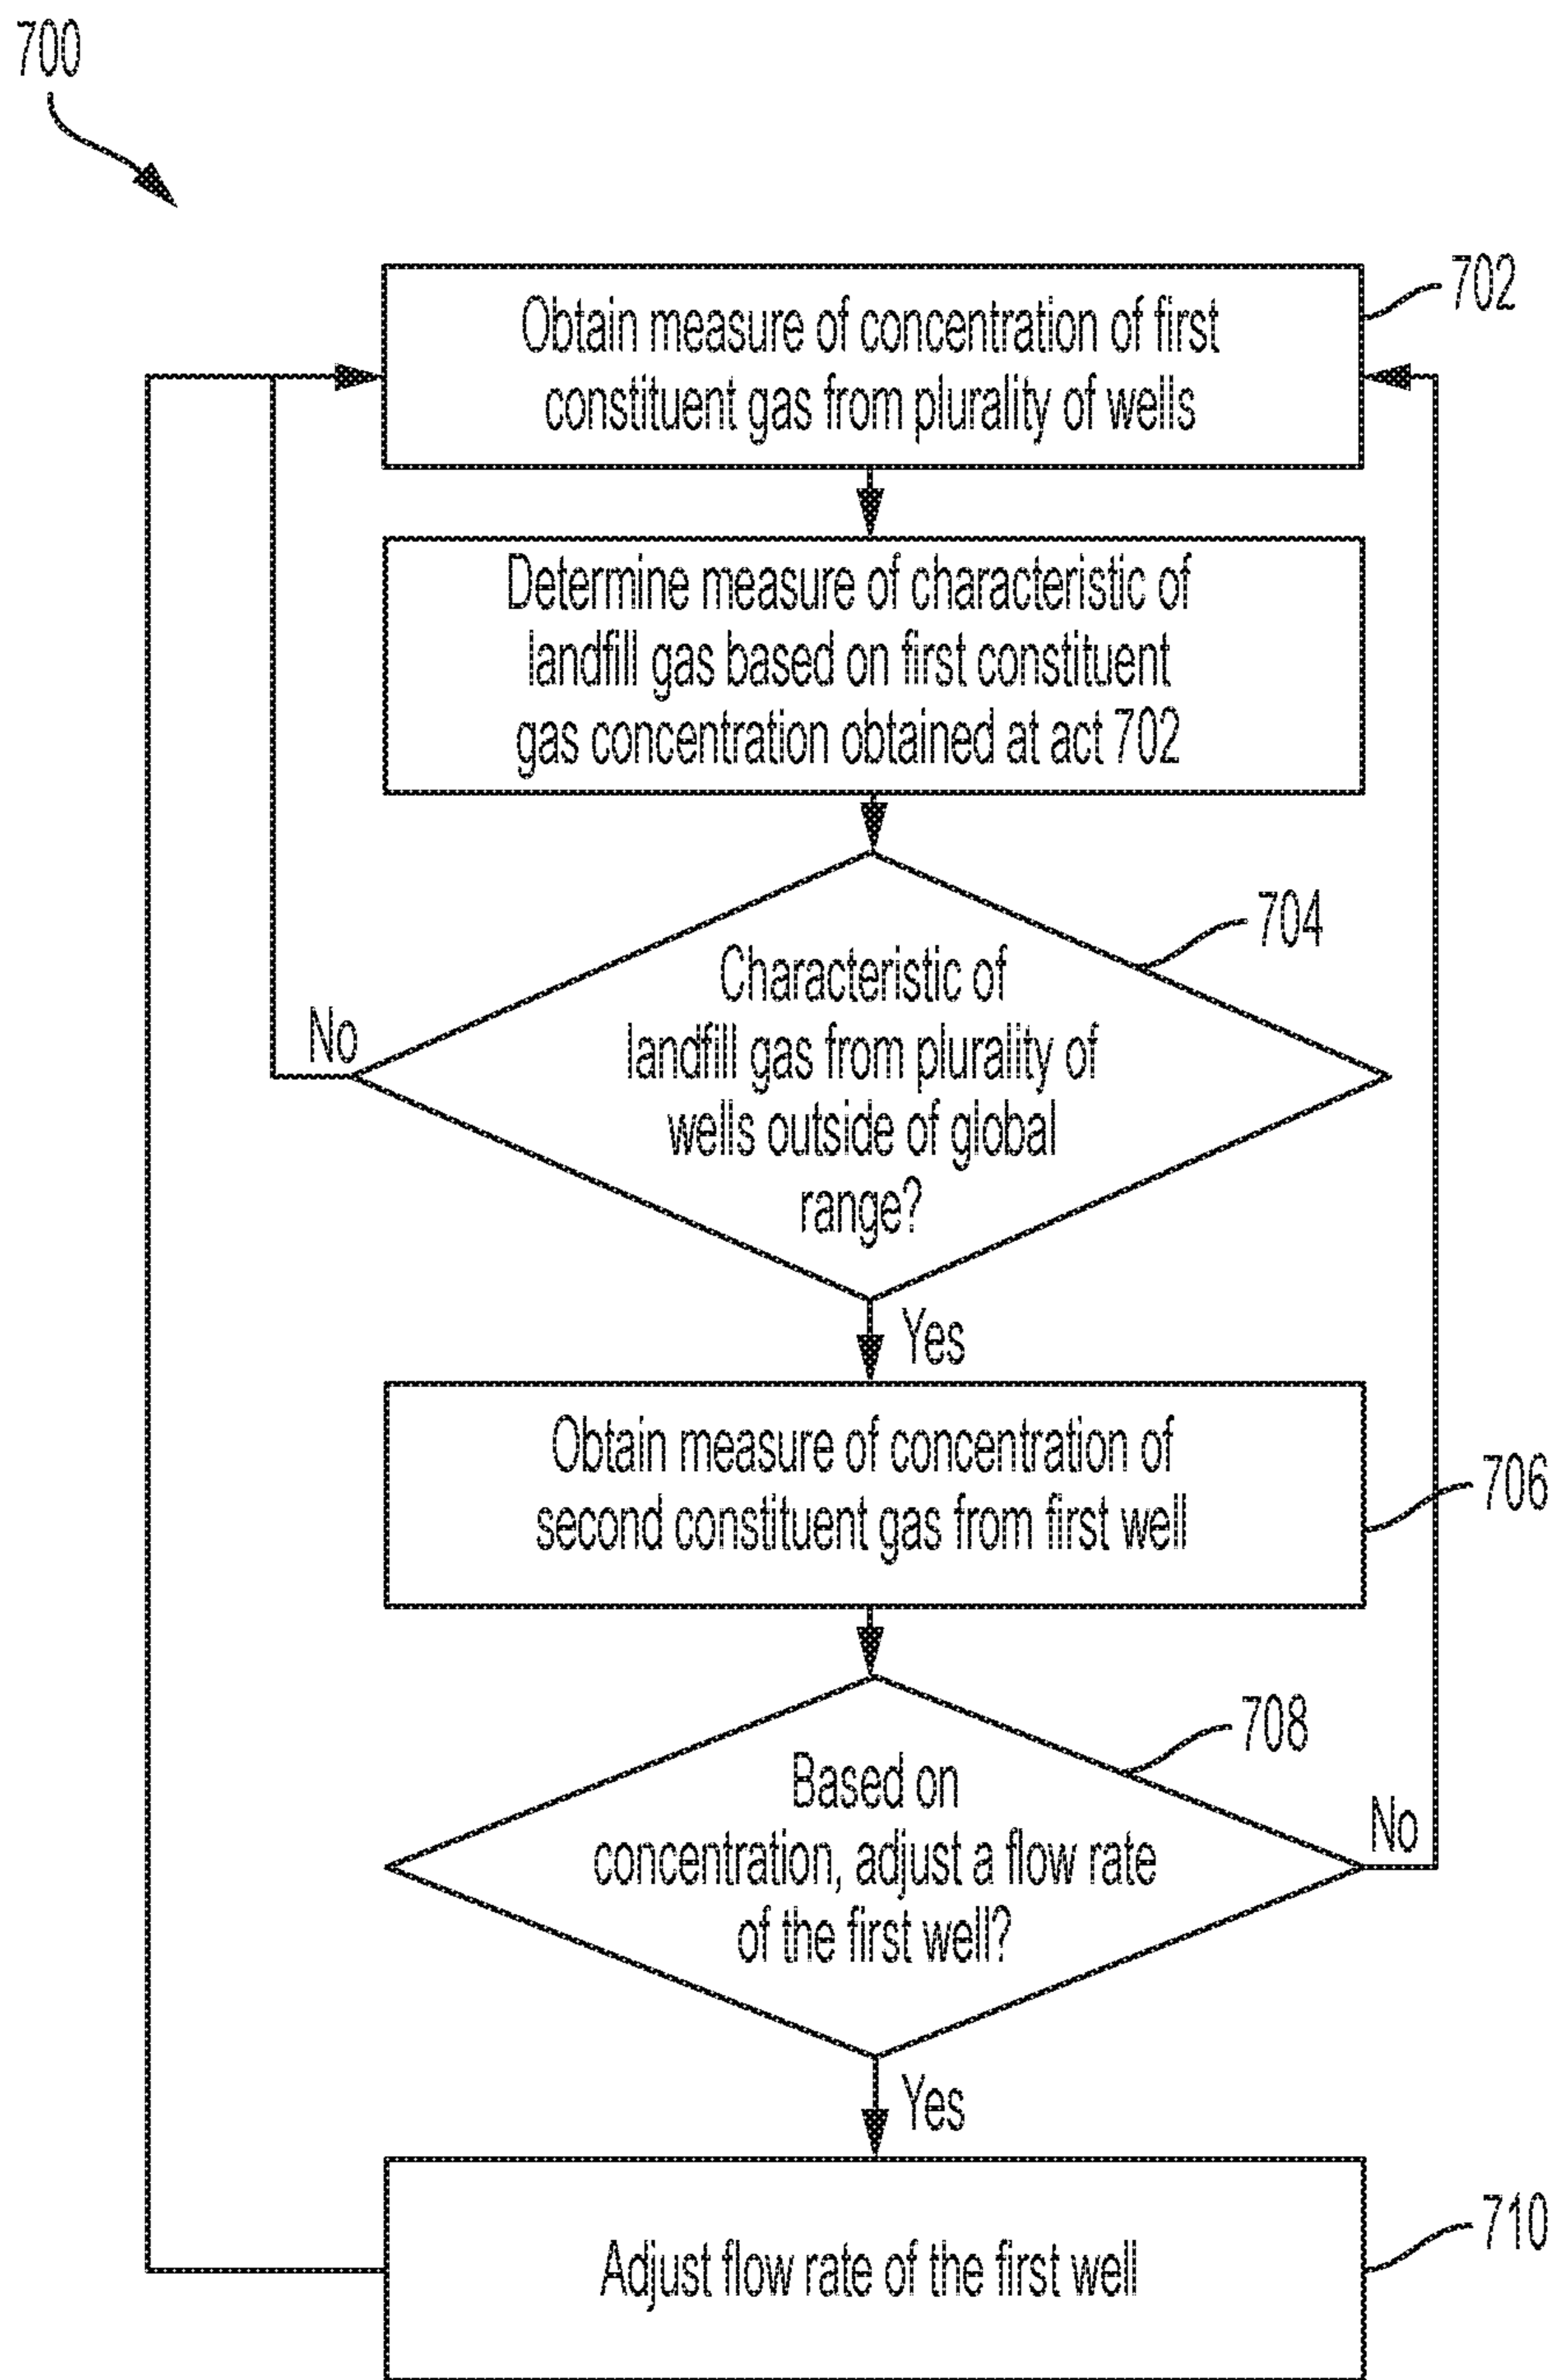 700
702
Obtain measure of concentration of first
constituent gas from plurality of wells
Determine measure of characteristic of
landfill gas based on first constituent
gas concentration obtained at act 702
704
Characteristic of
landfill gas from plurality of
wells outside of global
range?
No
Yes
Obtain measure of concentration of
second constituent gas from first well
706
708
Based on
concentration, adjust a flow rate
of the first well?
No
Yes
Adjust flow rate of the first well
710